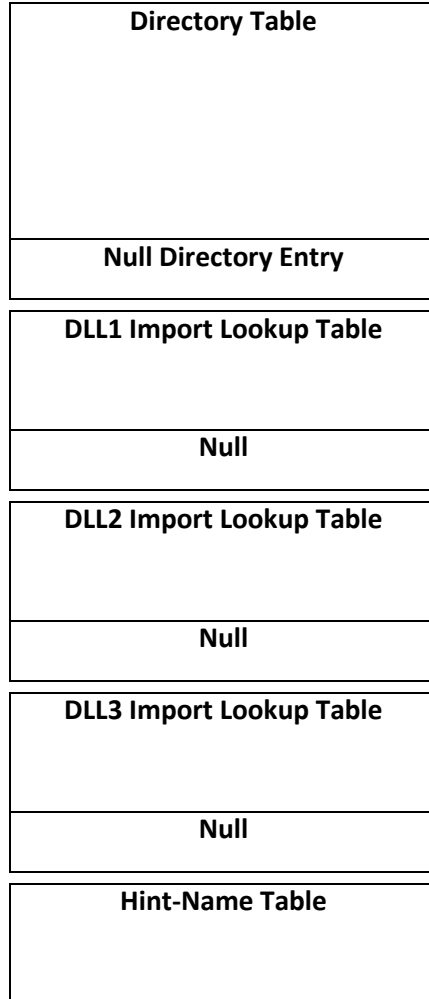 Directory Table
Null Directory Entry
DLL1 Import Lookup Table
Null
DLL2 Import Lookup Table
Null
DLL3 Import Lookup Table
Null
Hint-Name Table